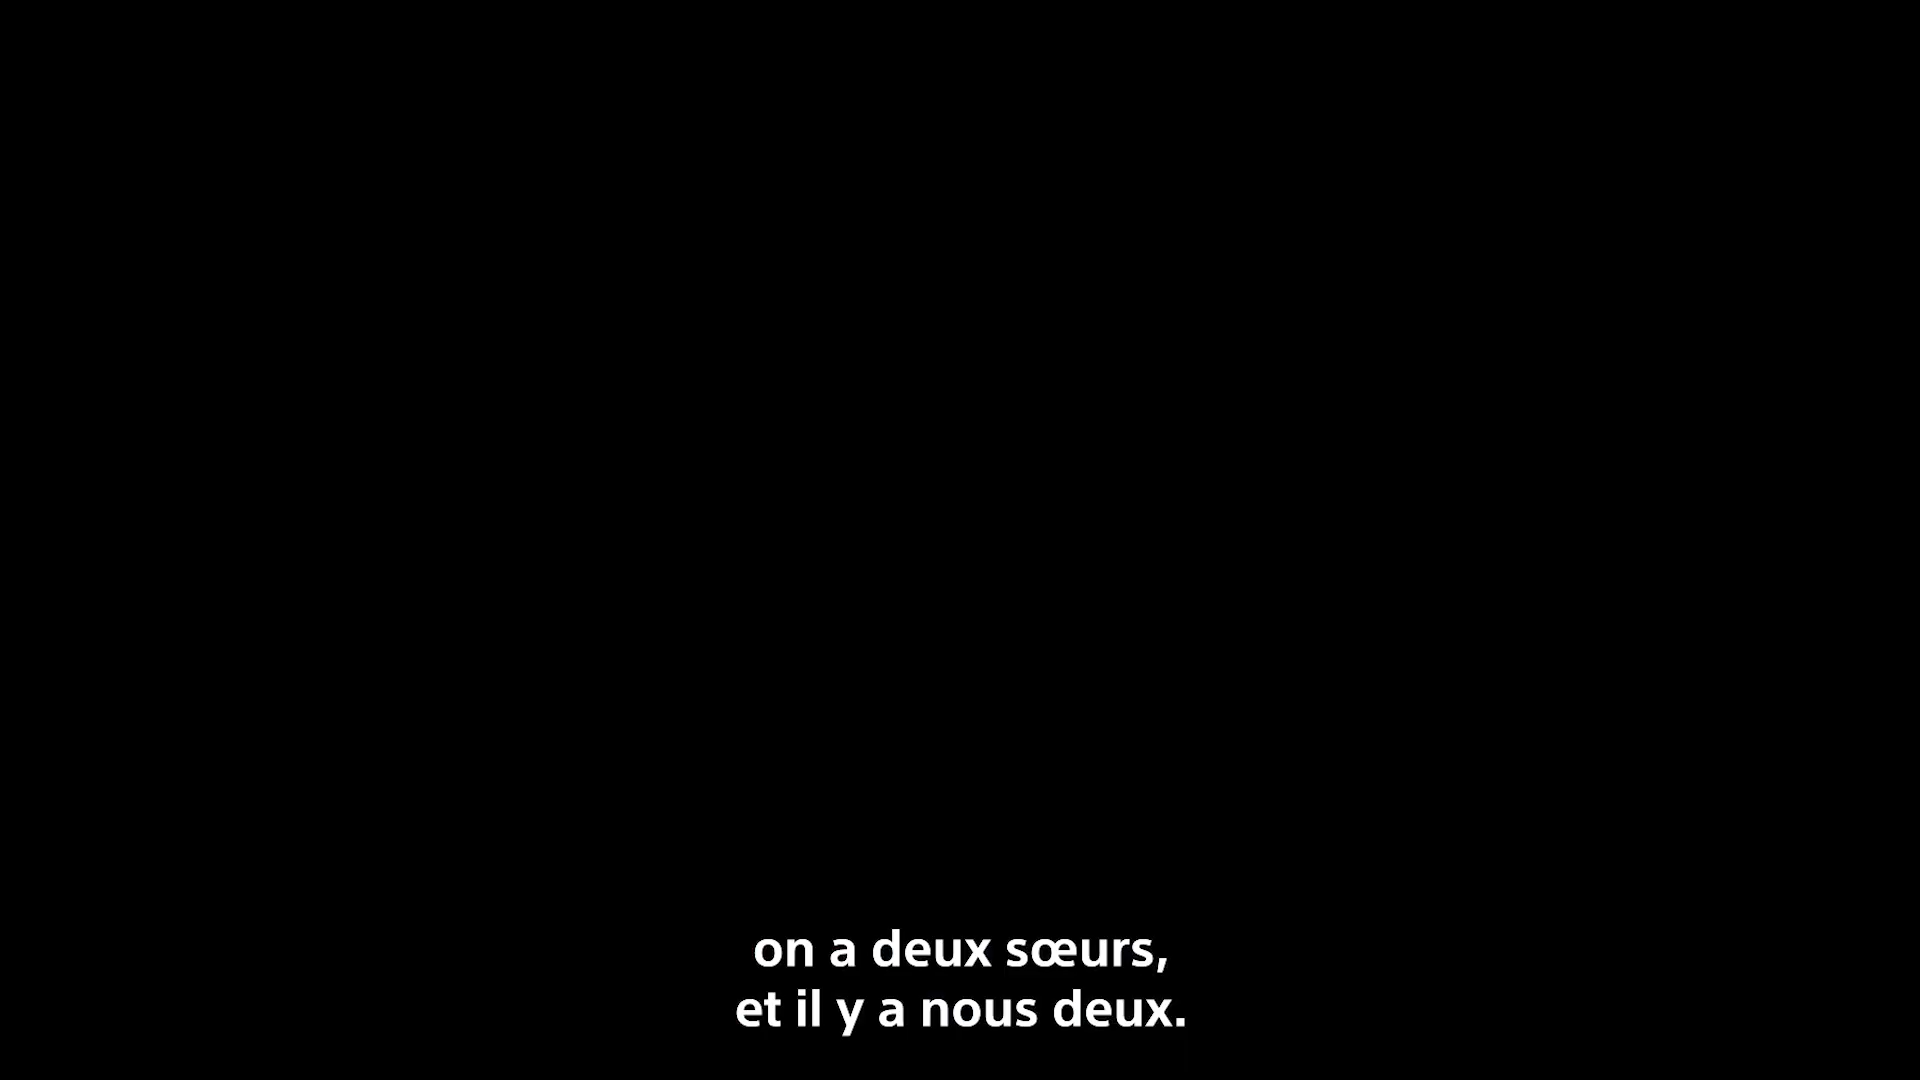 on a deux sœurs,
et il y a nous deux.